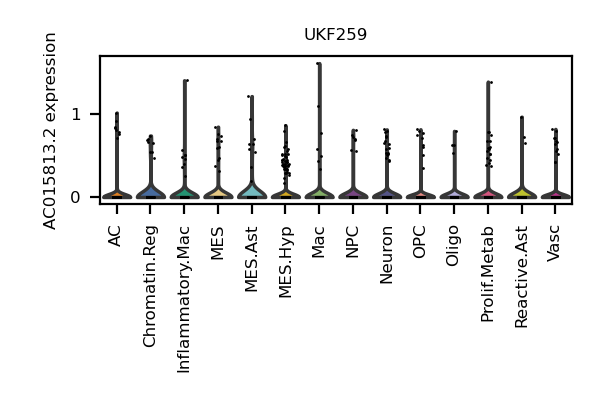 UKF259
AC015813.2 expression
1
0
AC
Chromatin.Reg
Inflammatory.Mac
MES
MES.Ast
MES.Hyp
Mac
NPC
Neuron
OPC
Oligo
Prolif.Metab
Reactive.Ast
Vasc